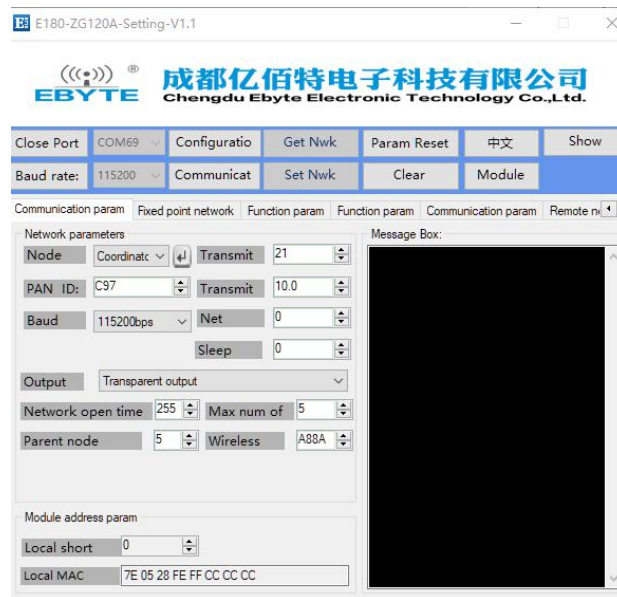 E180-ZG120A-Setting-V1.1
((•)) ®
EBYTE
成都亿佰特电子科技有限公司
Chengdu Ebyte Electronic Technology Co.,Ltd.
Close Port COM69 Configuratio Get Nwk Param Reset 中文 Show
Baud rate: 115200 Communicat Set Nwk Clear Module
Communication param Fixed point network Function param Function param Communication param Remote n
Network parameters
Message Box:
Node Coordinatc Transmit 21
PAN ID: C97 Transmit 10.0
Baud 115200bps Net 0
Sleep 0
Output Transparent output
Network open time 255 Max num of 5
Parent node 5 Wireless A88A
Module address param
Local short 0
Local MAC 7E 05 28 FE FF CC CC CC